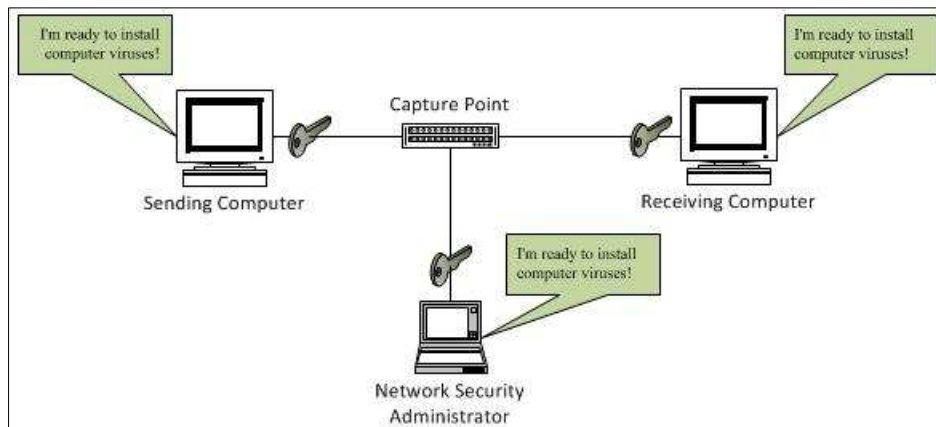 I'm ready to install
computer viruses!
I'm ready to install
computer viruses!
Capture Point
Sending Computer
Receiving Computer
I'm ready to install
computer viruses!
Network Security
Administrator